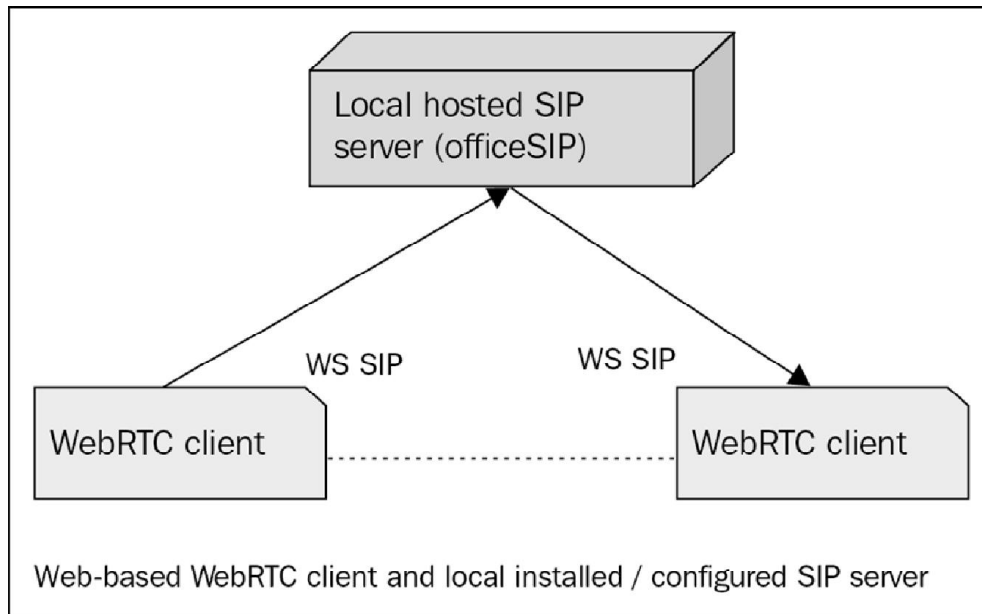 Local hosted SIP
server (officeSIP)
WS SIP
WS SIP
WebRTC client
WebRTC client
Web-based WebRTC client and local installed / configured SIP server